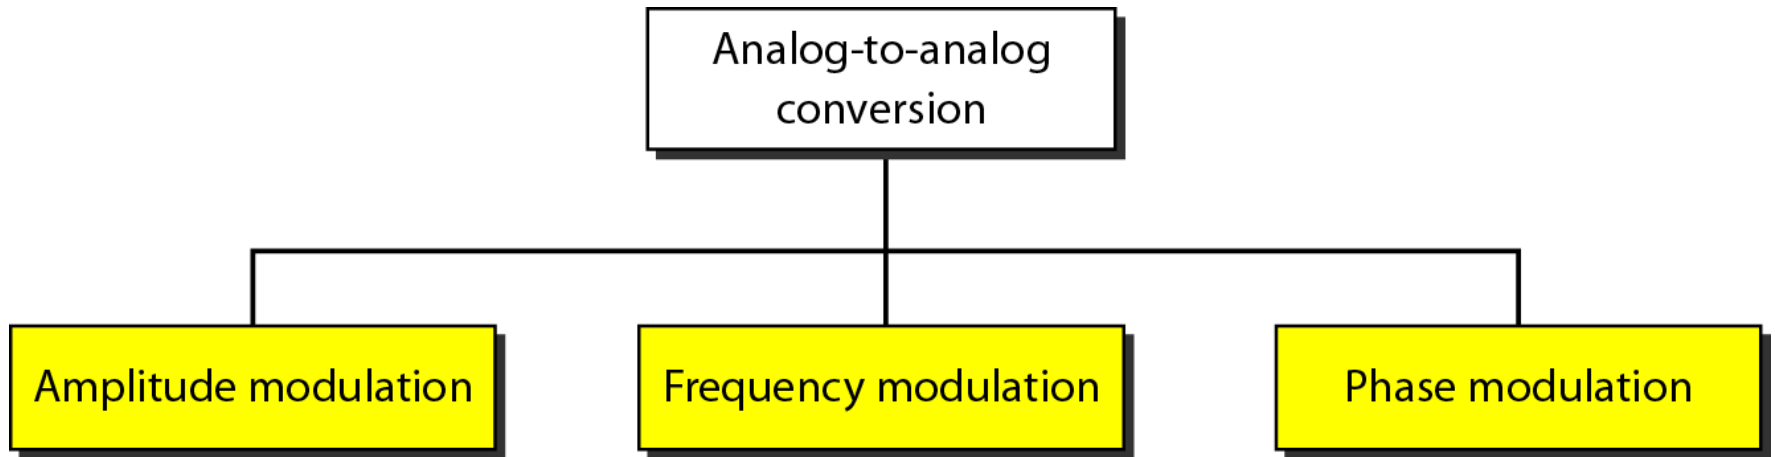 Analog-to-analog
conversion
Amplitude modulation
Frequency modulation
Phase modulation